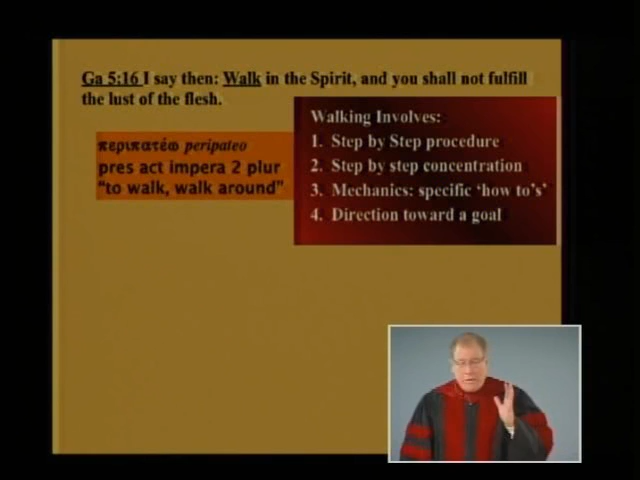 Ga 5:16 I say then: Walk in the Spirit, and you shall not fulfill
the lust of the flesh.
περιπατέω peripateo
pres act impera 2 plur
"to walk, walk around"
Walking Involves:
1. Step by Step procedure
2. Step by step concentration
3. Mechanics: specific 'how to's'
4. Direction toward a goal